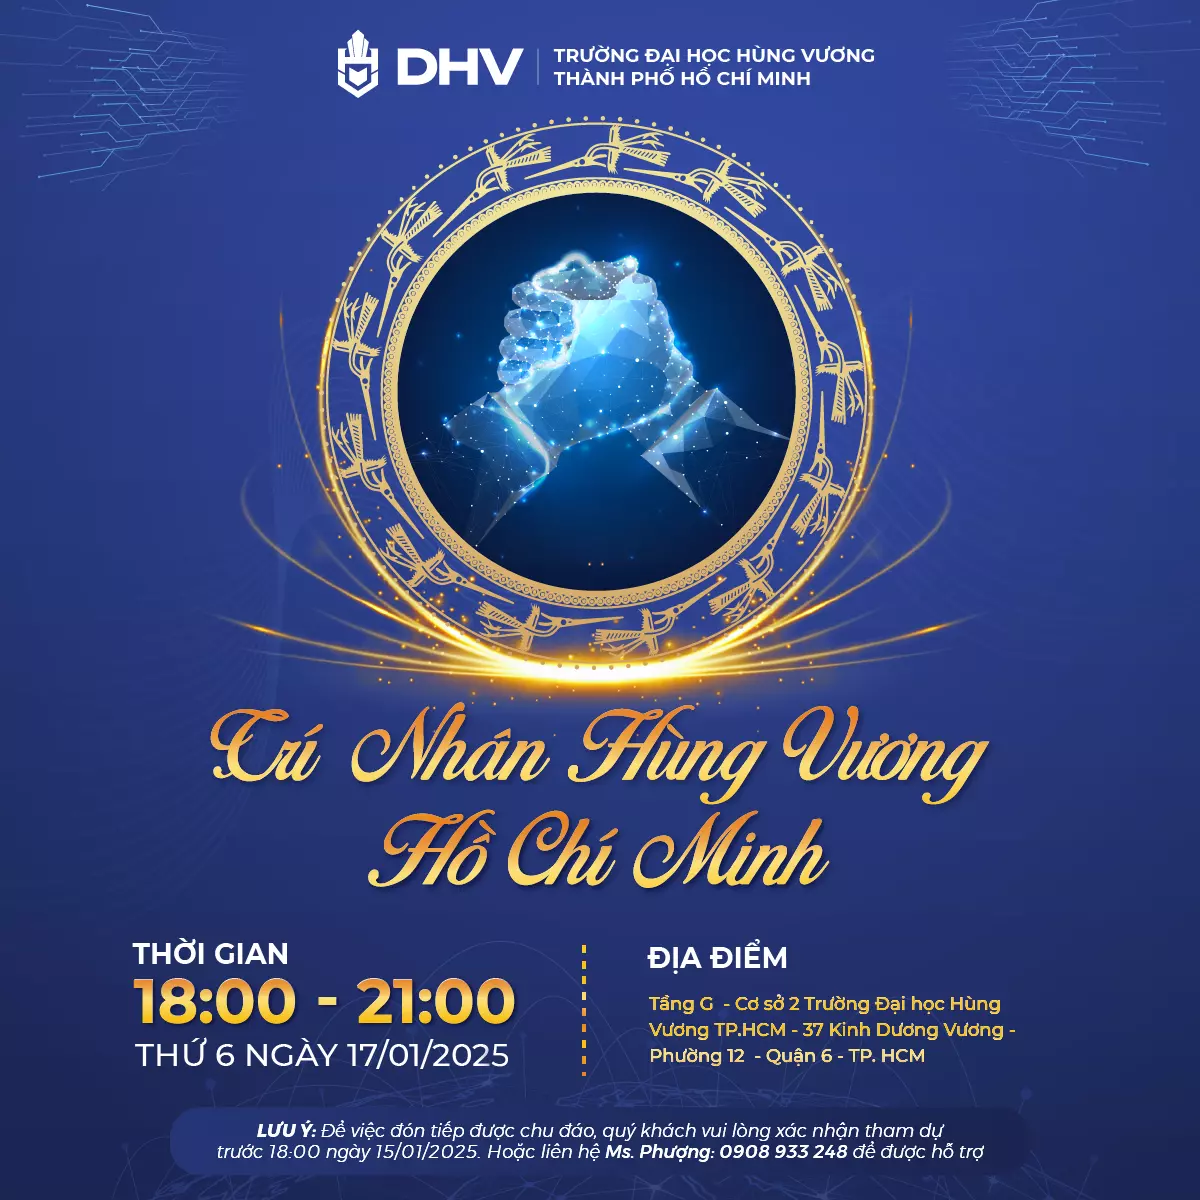 DHV
TRƯỜNG ĐẠI HỌC HÙNG VƯƠNG
THÀNH PHỐ HỒ CHÍ MINH
Trí Nhân Hùng Vương
Hồ Chí Minh
THỜI GIAN
18:00 - 21:00
THỨ 6 NGÀY 17/01/2025
ĐỊA ĐIỂM
Tầng G - Cơ sở 2 Trường Đại học Hùng
Vương TP.HCM - 37 Kinh Dương Vương -
Phường 12 - Quận 6 - TP. HCM
LƯU Ý: Để việc đón tiếp được chu đáo, quý khách vui lòng xác nhận tham dự
trước 18:00 ngày 15/01/2025. Hoặc liên hệ Ms. Phượng: 0908 933 248 để được hỗ trợ